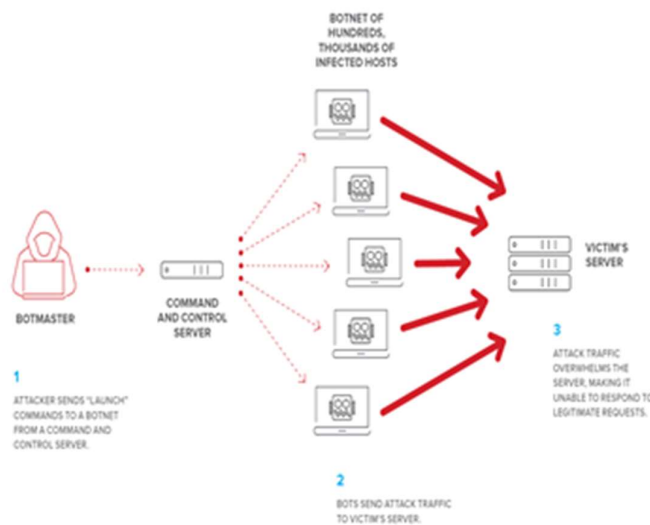 BOTNET OF
HUNDREDS,
THOUSANDS OF
INFECTED HOSTS
BOTMASTER
COMMAND
AND CONTROL
SERVER
VICTIM'S
SERVER
1
ATTACKER SENDS "LAUNCH"
COMMANDS TO A BOTNET
FROM A COMMAND AND
CONTROL SERVER.
2
BOTS SEND ATTACK TRAFFIC
TO VICTIM'S SERVER.
3
ATTACK TRAFFIC
OVERWHELMS THE
SERVER, MAKING IT
UNABLE TO RESPOND TO
LEGITIMATE REQUESTS.